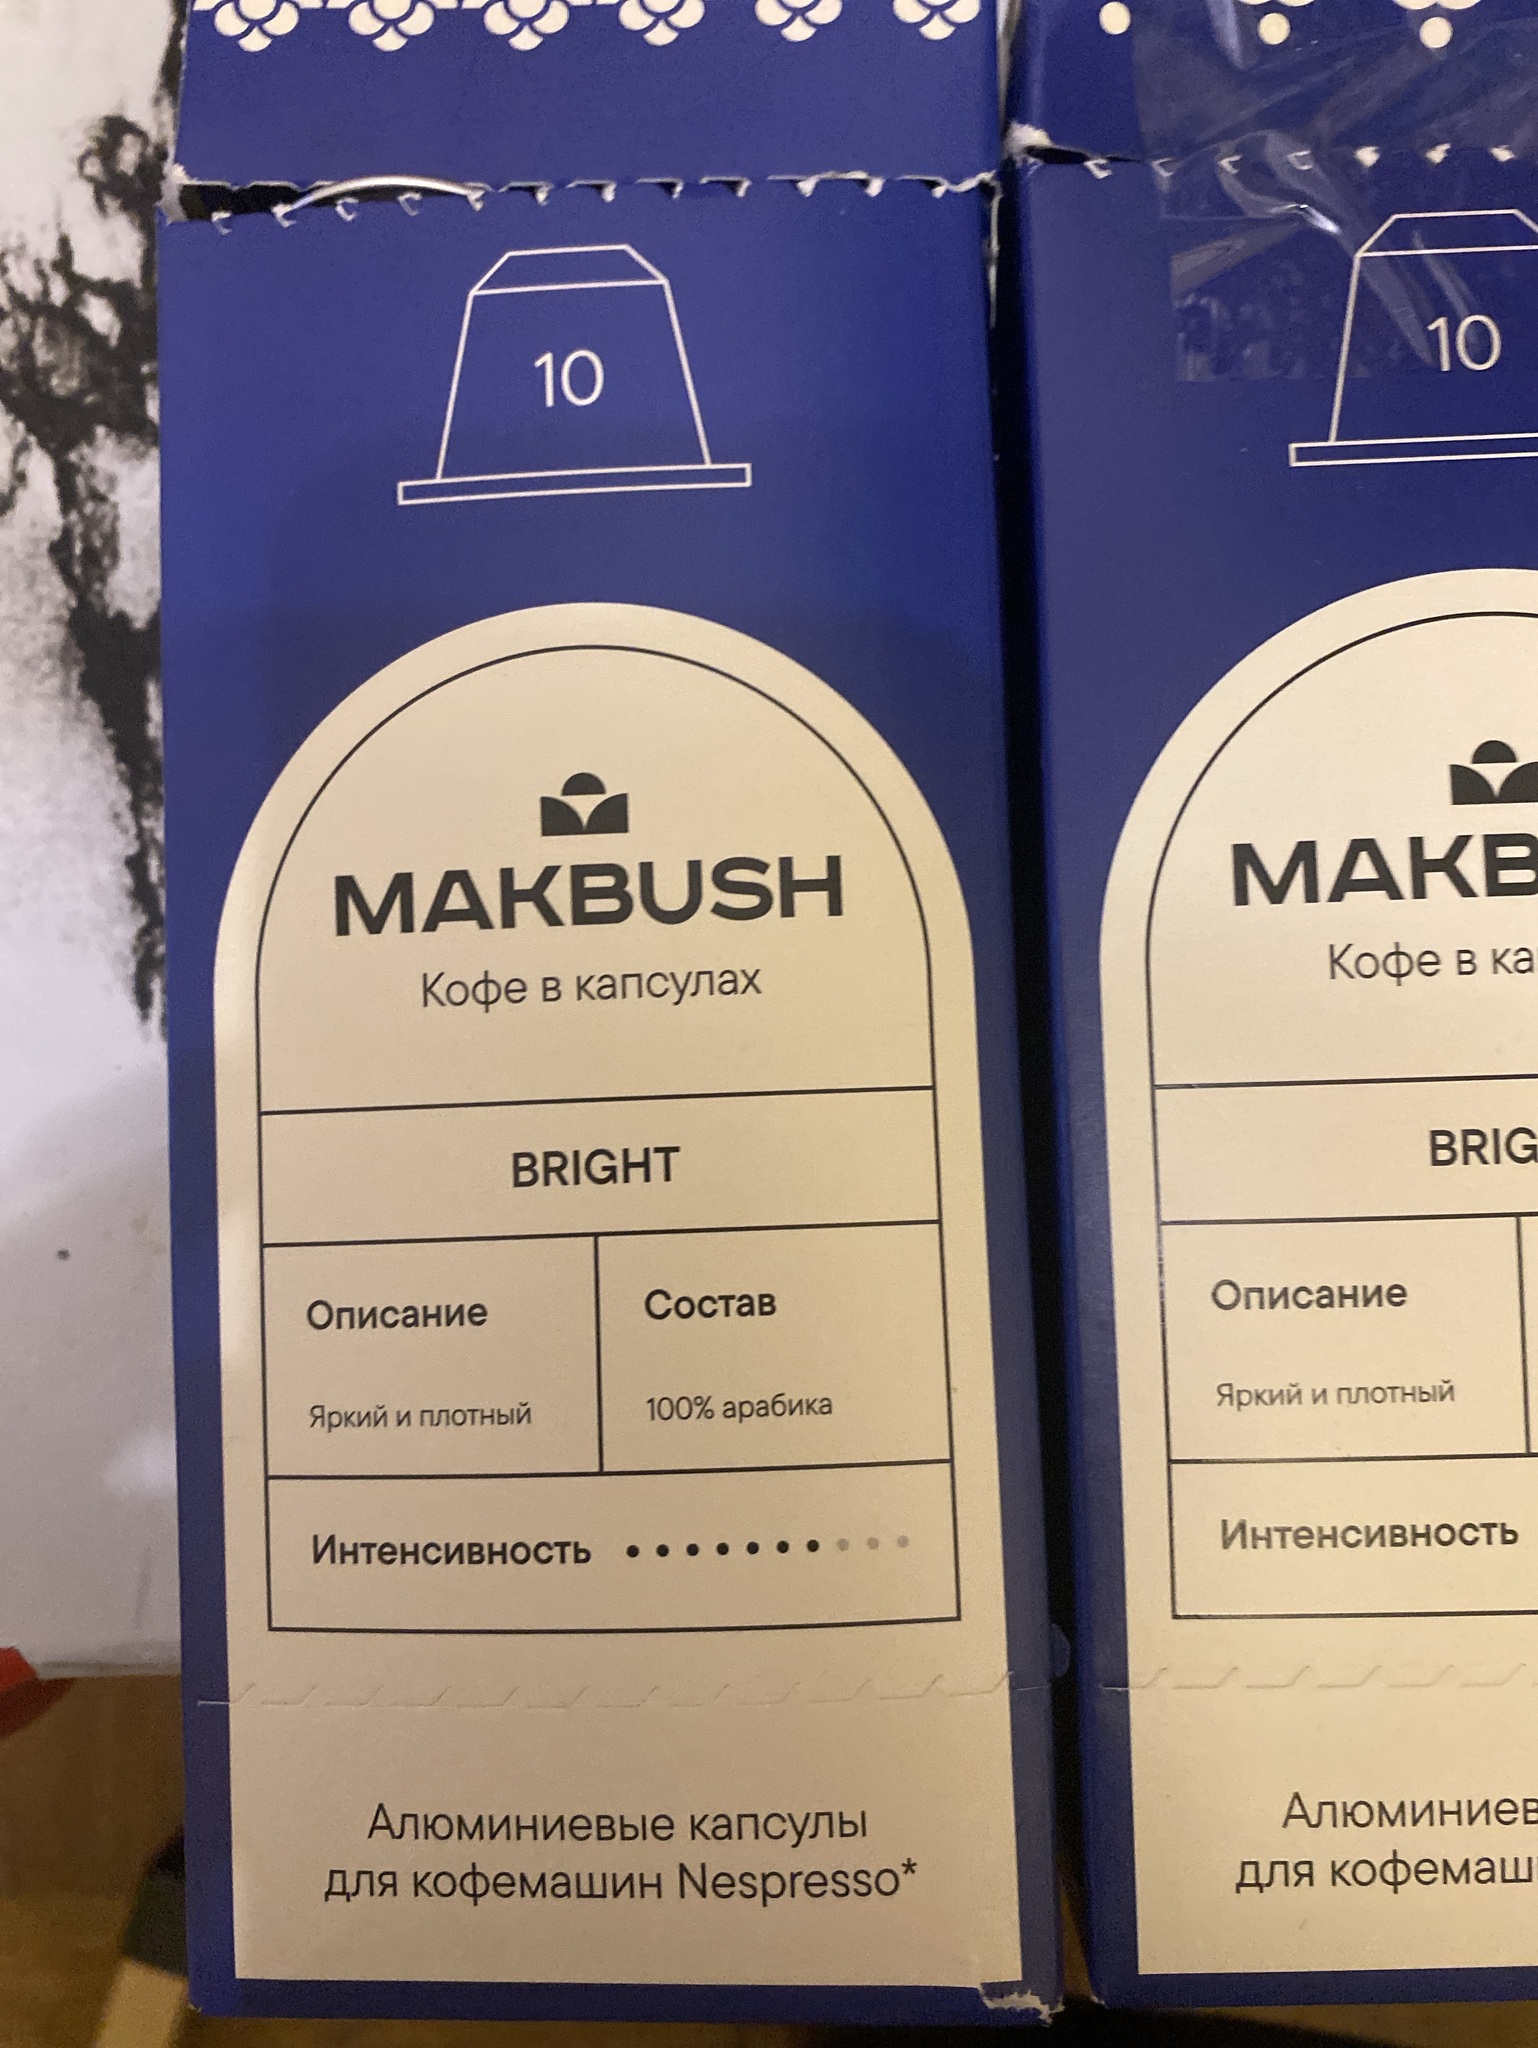 10
MAKBUSH
Кофе в капсулах
BRIGHT
Описание
Состав
Яркий и плотный
100% арабика
Интенсивность
Алюминиевые капсулы
для кофемашин Nespresso*
10
MAKB
Кофе в ка
BRIG
Описание
Яркий и плотный
Интенсивность
Алюминиев
для кофемаш